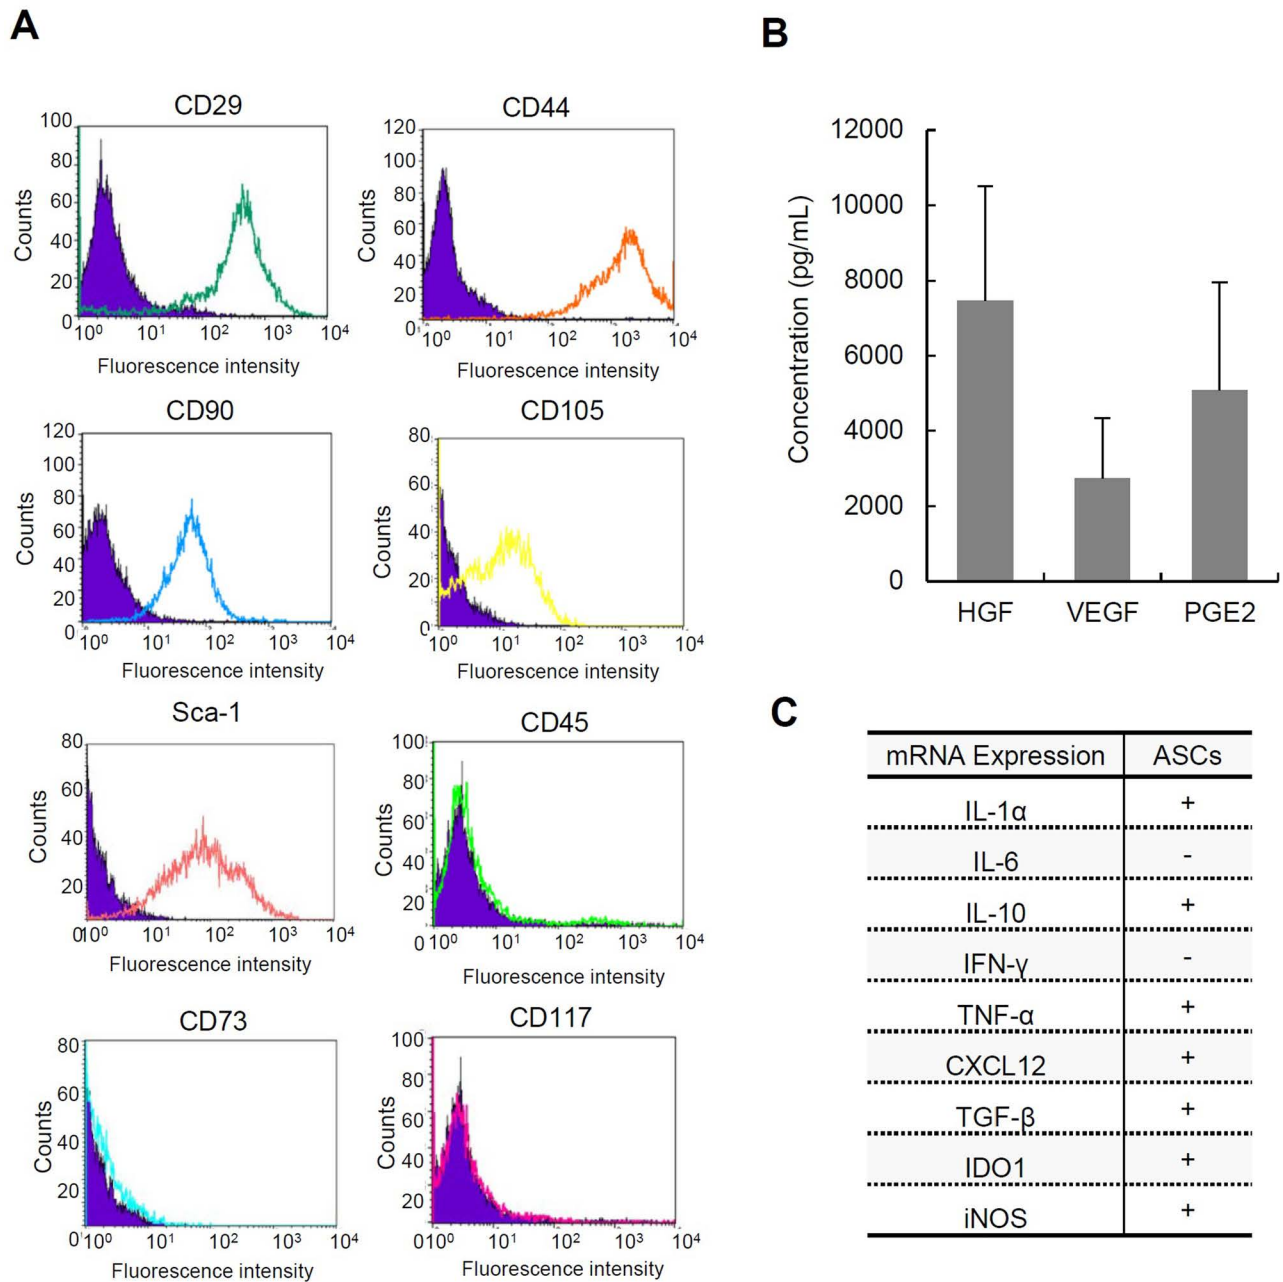 A
CD29
100
80
60
40
20
0
Counts
10⁰ 10¹ 10² 10³ 10⁴
Fluorescence intensity
CD44
120
100
80
60
40
20
0
Counts
10⁰ 10¹ 10² 10³ 10⁴
Fluorescence intensity
CD90
120
100
80
60
40
20
0
Counts
10⁰ 10¹ 10² 10³ 10⁴
Fluorescence intensity
CD105
80
60
40
20
0
Counts
10⁰ 10¹ 10² 10³ 10⁴
Fluorescence intensity
Sca-1
80
60
40
20
0
Counts
10⁰ 10¹ 10² 10³ 10⁴
Fluorescence intensity
CD45
100
80
60
40
20
0
Counts
10⁰ 10¹ 10² 10³ 10⁴
Fluorescence intensity
CD73
80
60
40
20
0
Counts
10⁰ 10¹ 10² 10³ 10⁴
Fluorescence intensity
CD117
100
80
60
40
20
0
Counts
10⁰ 10¹ 10² 10³ 10⁴
Fluorescence intensity
B
12000
10000
8000
6000
4000
2000
0
Concentration (pg/mL)
HGF VEGF PGE2
C
mRNA Expression ASCs
IL-1α +
IL-6 -
IL-10 +
IFN-γ -
TNF-α +
CXCL12 +
TGF-β +
IDO1 +
iNOS +